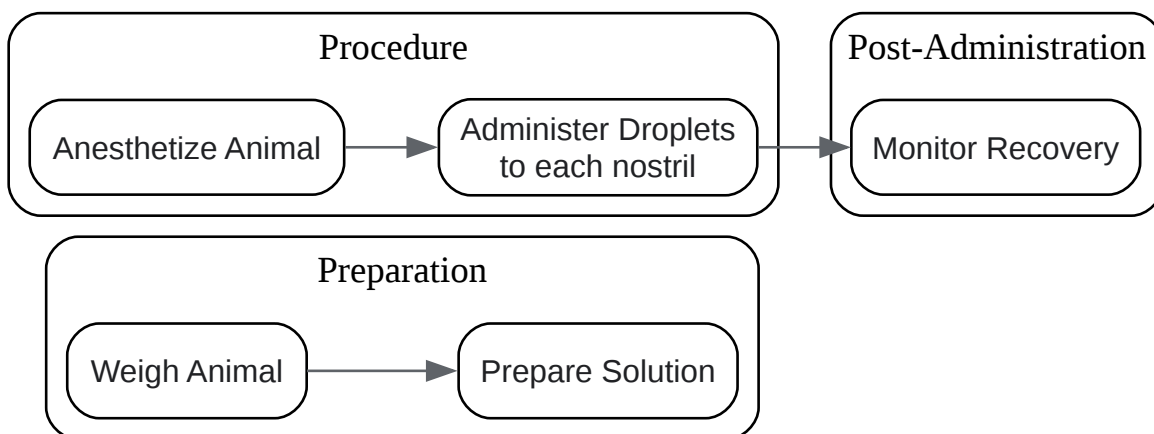 Procedure
Post-Administration
Anesthetize Animal
Administer Droplets
to each nostril
Monitor Recovery
Preparation
Weigh Animal
Prepare Solution